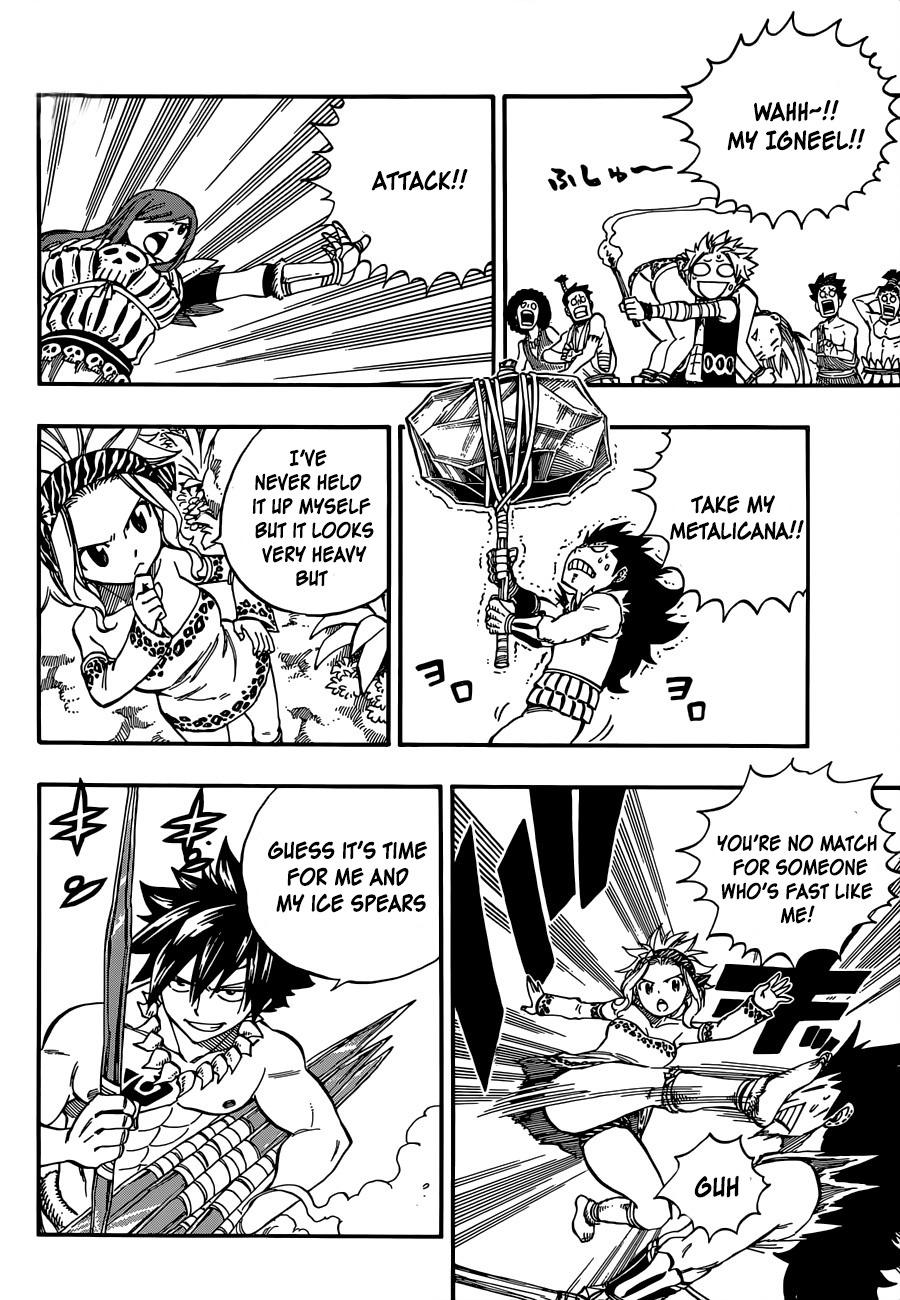 WAHH~!!
MY IGNEEL!!
ふしゅ〜
ATTACK!!
TAKE MY
METALICANA!!
ヨロ
ヨロ
I'VE
NEVER HELD
IT UP MYSELF
BUT IT LOOKS
VERY HEAVY
BUT
YOU'RE NO MATCH
FOR SOMEONE
WHO'S FAST LIKE
ME!
GUH
GUESS IT'S TIME
FOR ME AND
MY ICE SPEARS